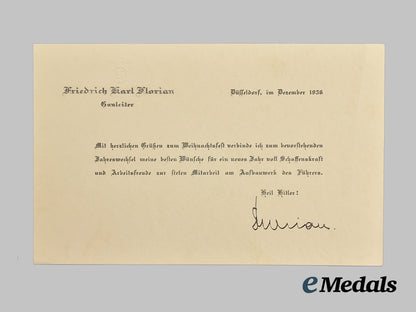 Friedrich Karl Florian
Gauleiter
Düsseldorf, im Dezember 1936
Mit herzlichen Grüßen zum Weihnachtsfest verbinde ich zum bevorstehenden
Jahreswechsel meine besten Wünsche für ein neues Jahr voll Schaffenskraft
und Arbeitsfreude zur steten Mitarbeit am Aufbauwerk des Führers.
Heil Hitler!
Florian.
eMedals